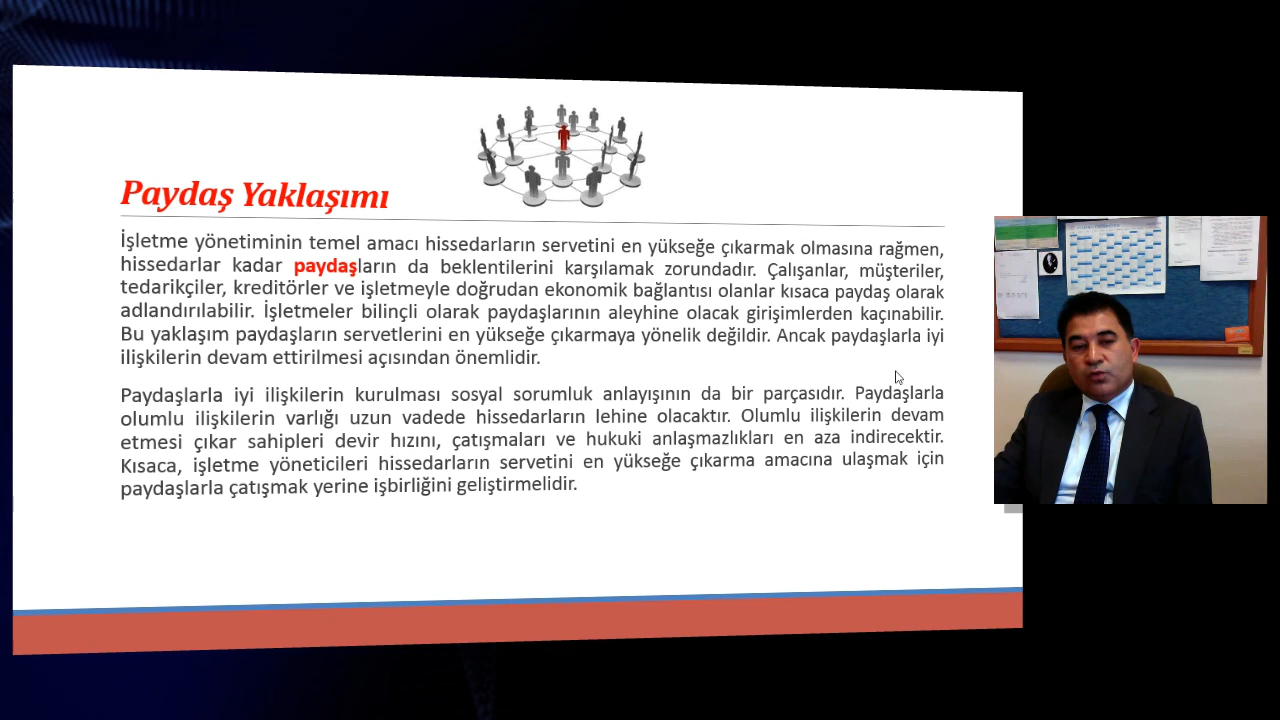 Paydaş Yaklaşımı
İşletme yönetiminin temel amacı hissedarların servetini en yükseğe çıkarmak olmasına rağmen,
hissedarlar kadar paydaşların da beklentilerini karşılamak zorundadır. Çalışanlar, müşteriler,
tedarikçiler, kreditörler ve işletmeyle doğrudan ekonomik bağlantısı olanlar kısaca paydaş olarak
adlandırılabilir. İşletmeler bilinçli olarak paydaşlarının aleyhine olacak girişimlerden kaçınabilir.
Bu yaklaşım paydaşların servetlerini en yükseğe çıkarmaya yönelik değildir. Ancak paydaşlarla iyi
ilişkilerin devam ettirilmesi açısından önemlidir.
Paydaşlarla iyi ilişkilerin kurulması sosyal sorumluk anlayışının da bir parçasıdır. Paydaşlarla
olumlu ilişkilerin varlığı uzun vadede hissedarların lehine olacaktır. Olumlu ilişkilerin devam
etmesi çıkar sahipleri devir hızını, çatışmaları ve hukuki anlaşmazlıkları en aza indirecektir.
Kısaca, işletme yöneticileri hissedarların servetini en yükseğe çıkarma amacına ulaşmak için
paydaşlarla çatışmak yerine işbirliğini geliştirmelidir.